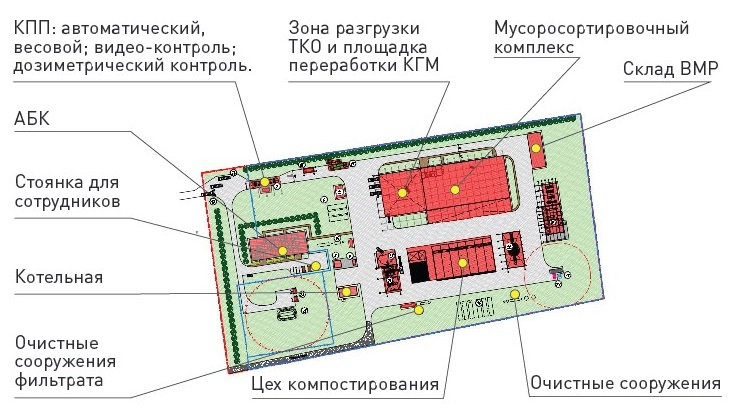 КПП: автоматический,
весовой; видео-контроль;
дозиметрический контроль.
Зона разгрузки
ТКО и площадка
переработки КГМ
Мусоросортировочный
комплекс
Склад ВМР
АБК
Стоянка для
сотрудников
Котельная
Очистные
сооружения
фильтрата
Цех компостирования
Очистные сооружения